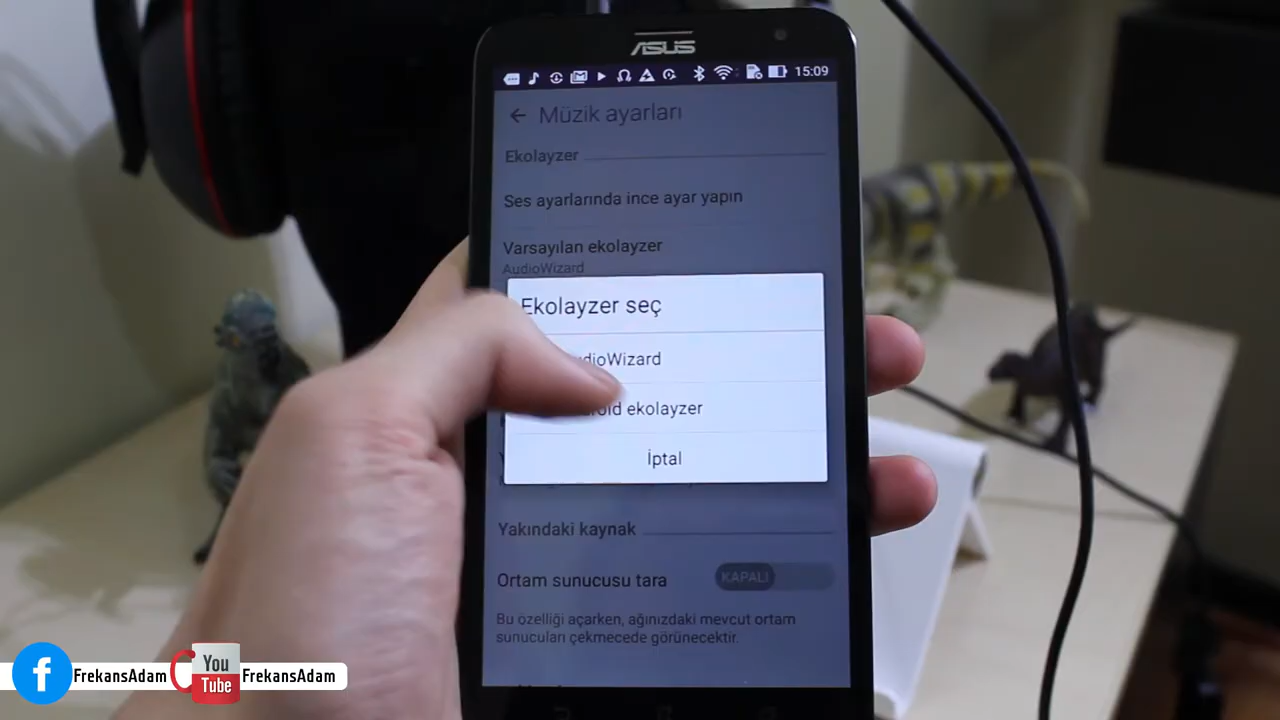 ASUS
15:09
Müzik ayarları
Ekolayzer
Ses ayarlarında ince ayar yapın
Varsayılan ekolayzer
AudioWizard
Ekolayzer seç
udioWizard
roid ekolayzer
İptal
Yakındaki kaynak
Ortam sunucusu tara
KAPALI
Bu özelliği açarken, ağınızdaki mevcut ortam
sunucuları çekmecede görünecektir.
FrekansAdam
You
Tube
FrekansAdam